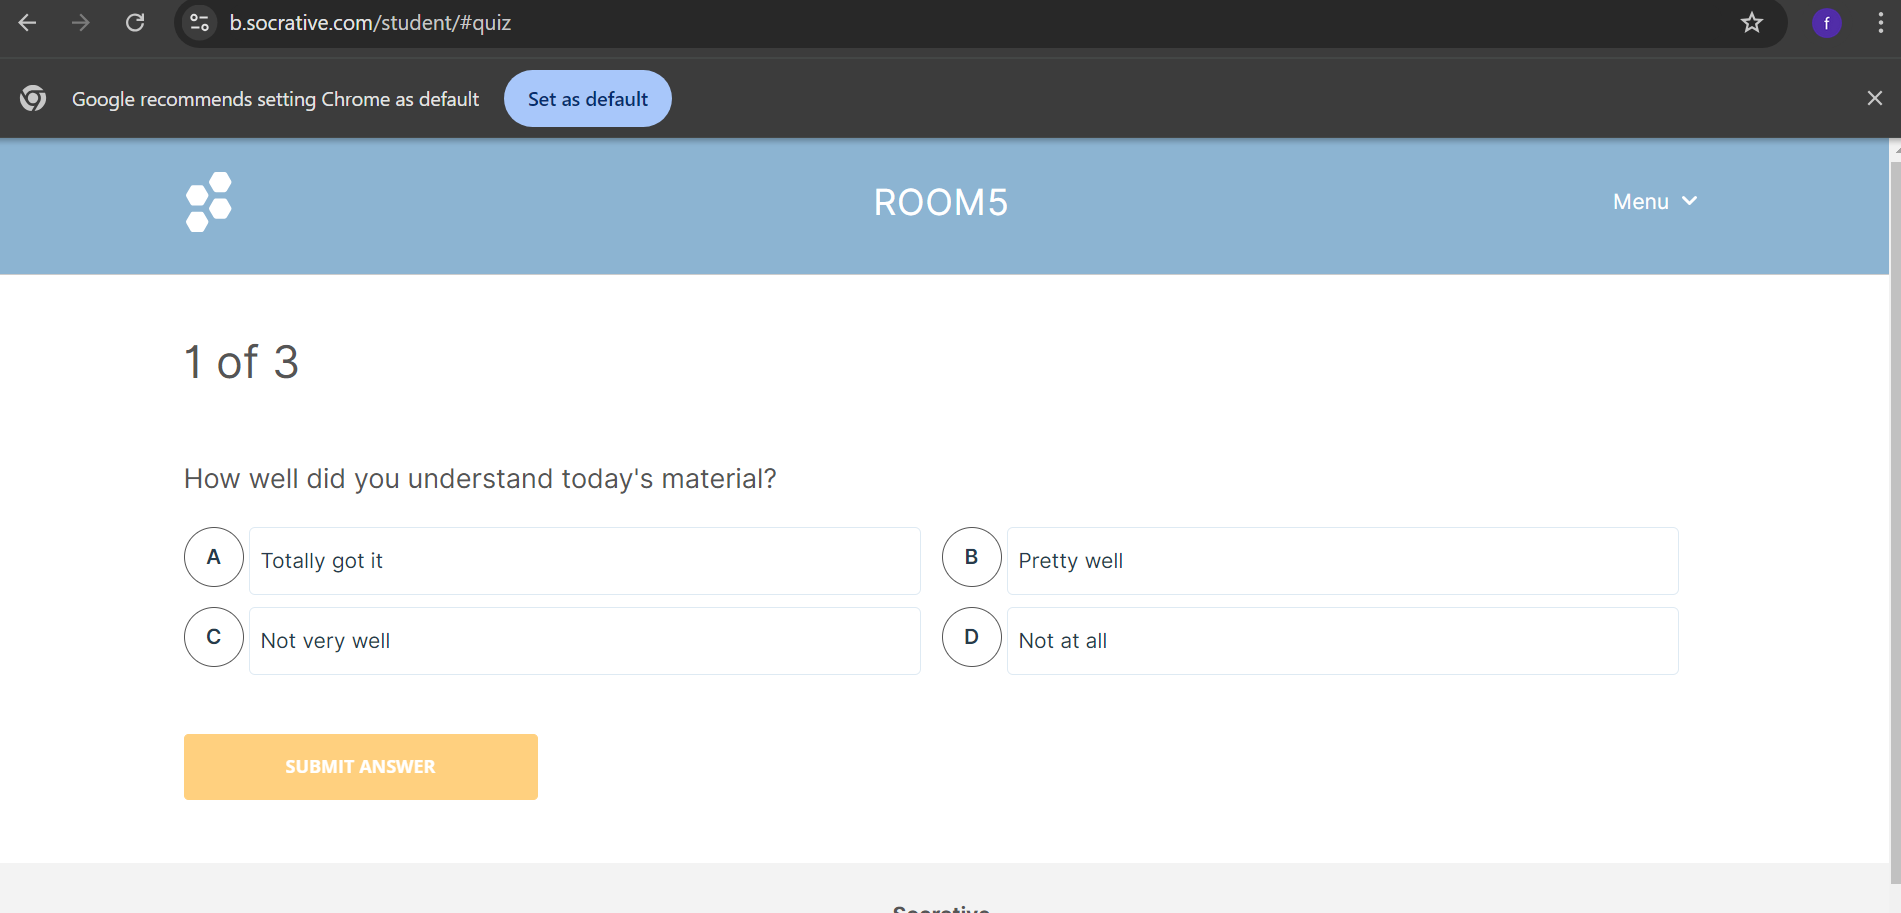 b.socrative.com/student/#quiz
f
Google recommends setting Chrome as default
Set as default
ROOM5
Menu
1 of 3
How well did you understand today's material?
A Totally got it
B Pretty well
C Not very well
D Not at all
SUBMIT ANSWER
Socrative